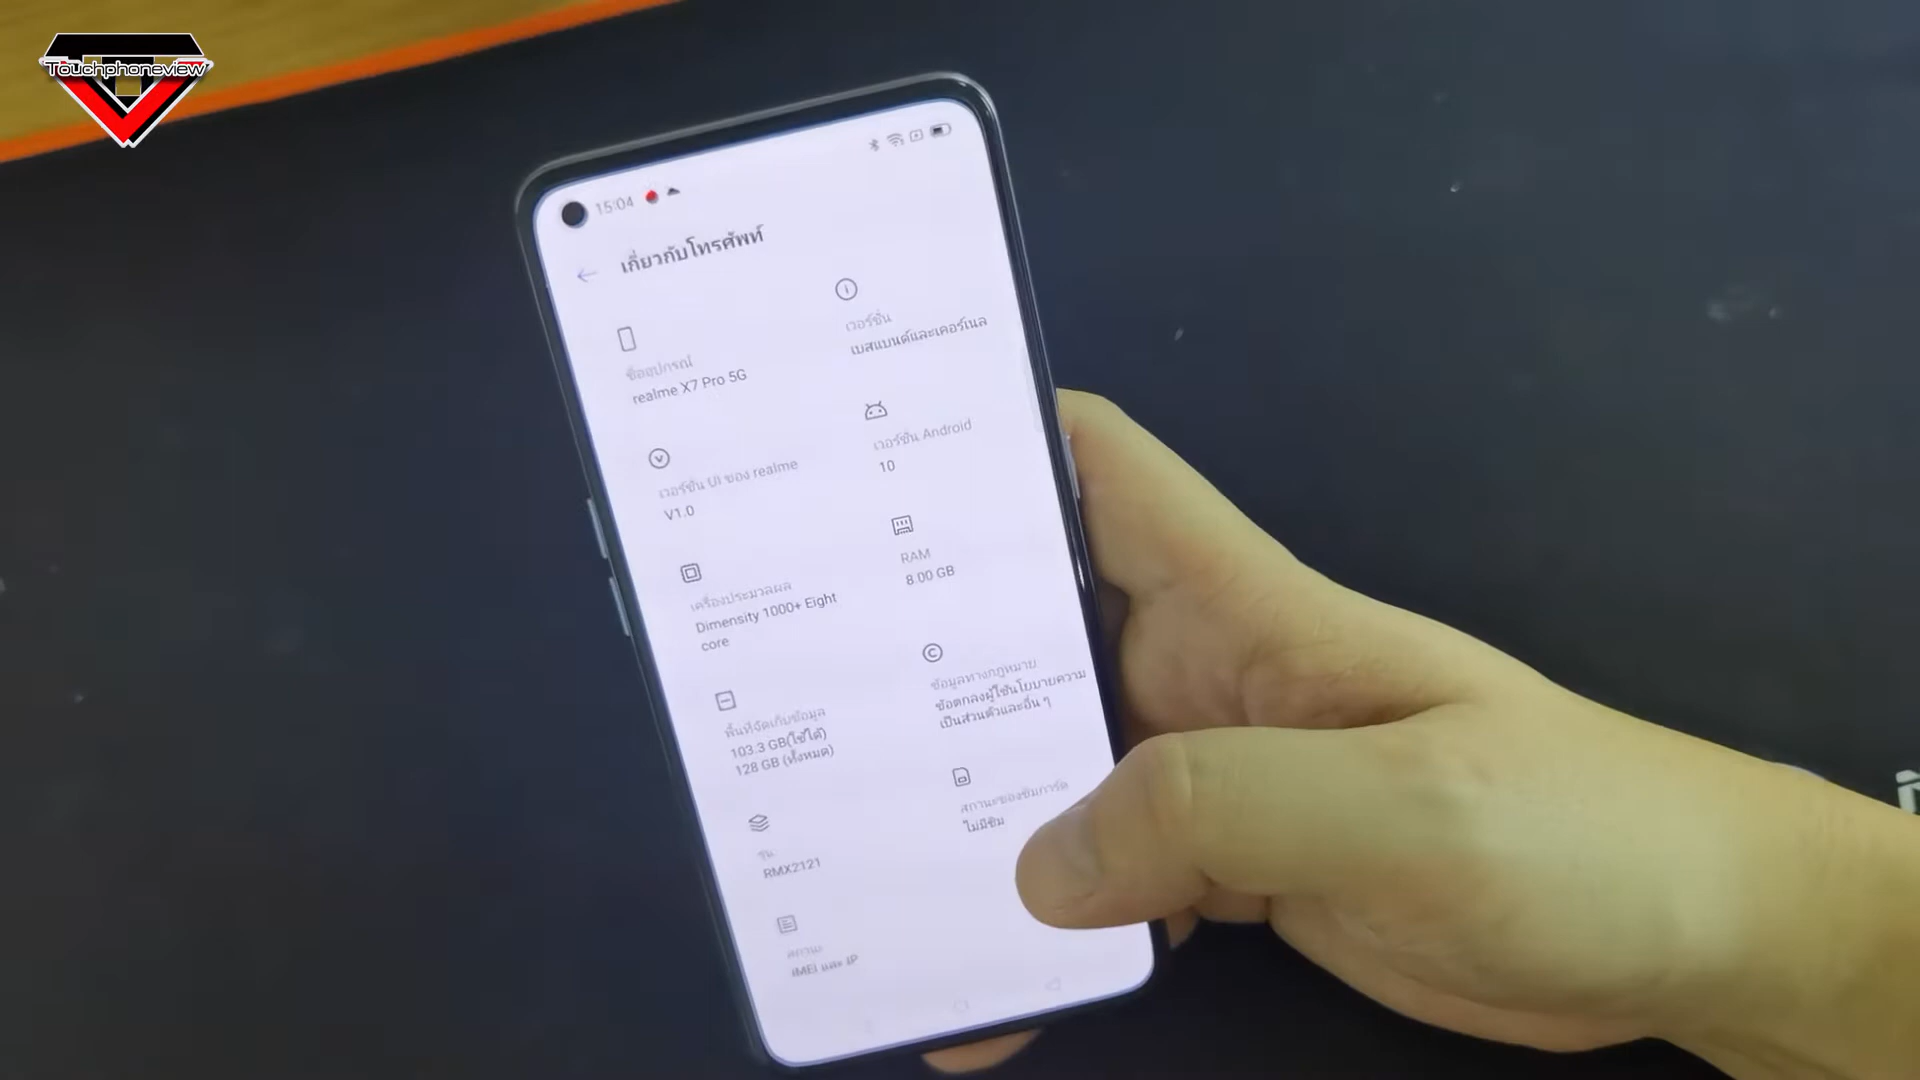 Touchphoneview
15:04
เกี่ยวกับโทรศัพท์
ชื่ออุปกรณ์
realme X7 Pro 5G
เวอร์ชั่น
เบสแบนด์และเคอร์เนล
เวอร์ชั่น UI ของ realme
V1.0
เวอร์ชั่น Android
10
เครื่องประมวลผล
Dimensity 1000+ Eight
core
RAM
8.00 GB
พื้นที่จัดเก็บข้อมูล
103.3 GB(ใช้ได้)
128 GB (ทั้งหมด)
ข้อมูลทางกฎหมาย
ข้อตกลงผู้ใช้นโยบายความ
เป็นส่วนตัวและอื่น ๆ
รุ่น
RMX2121
สถานะของซิมการ์ด
ไม่มีซิม
สถานะ
IMEI และ IP